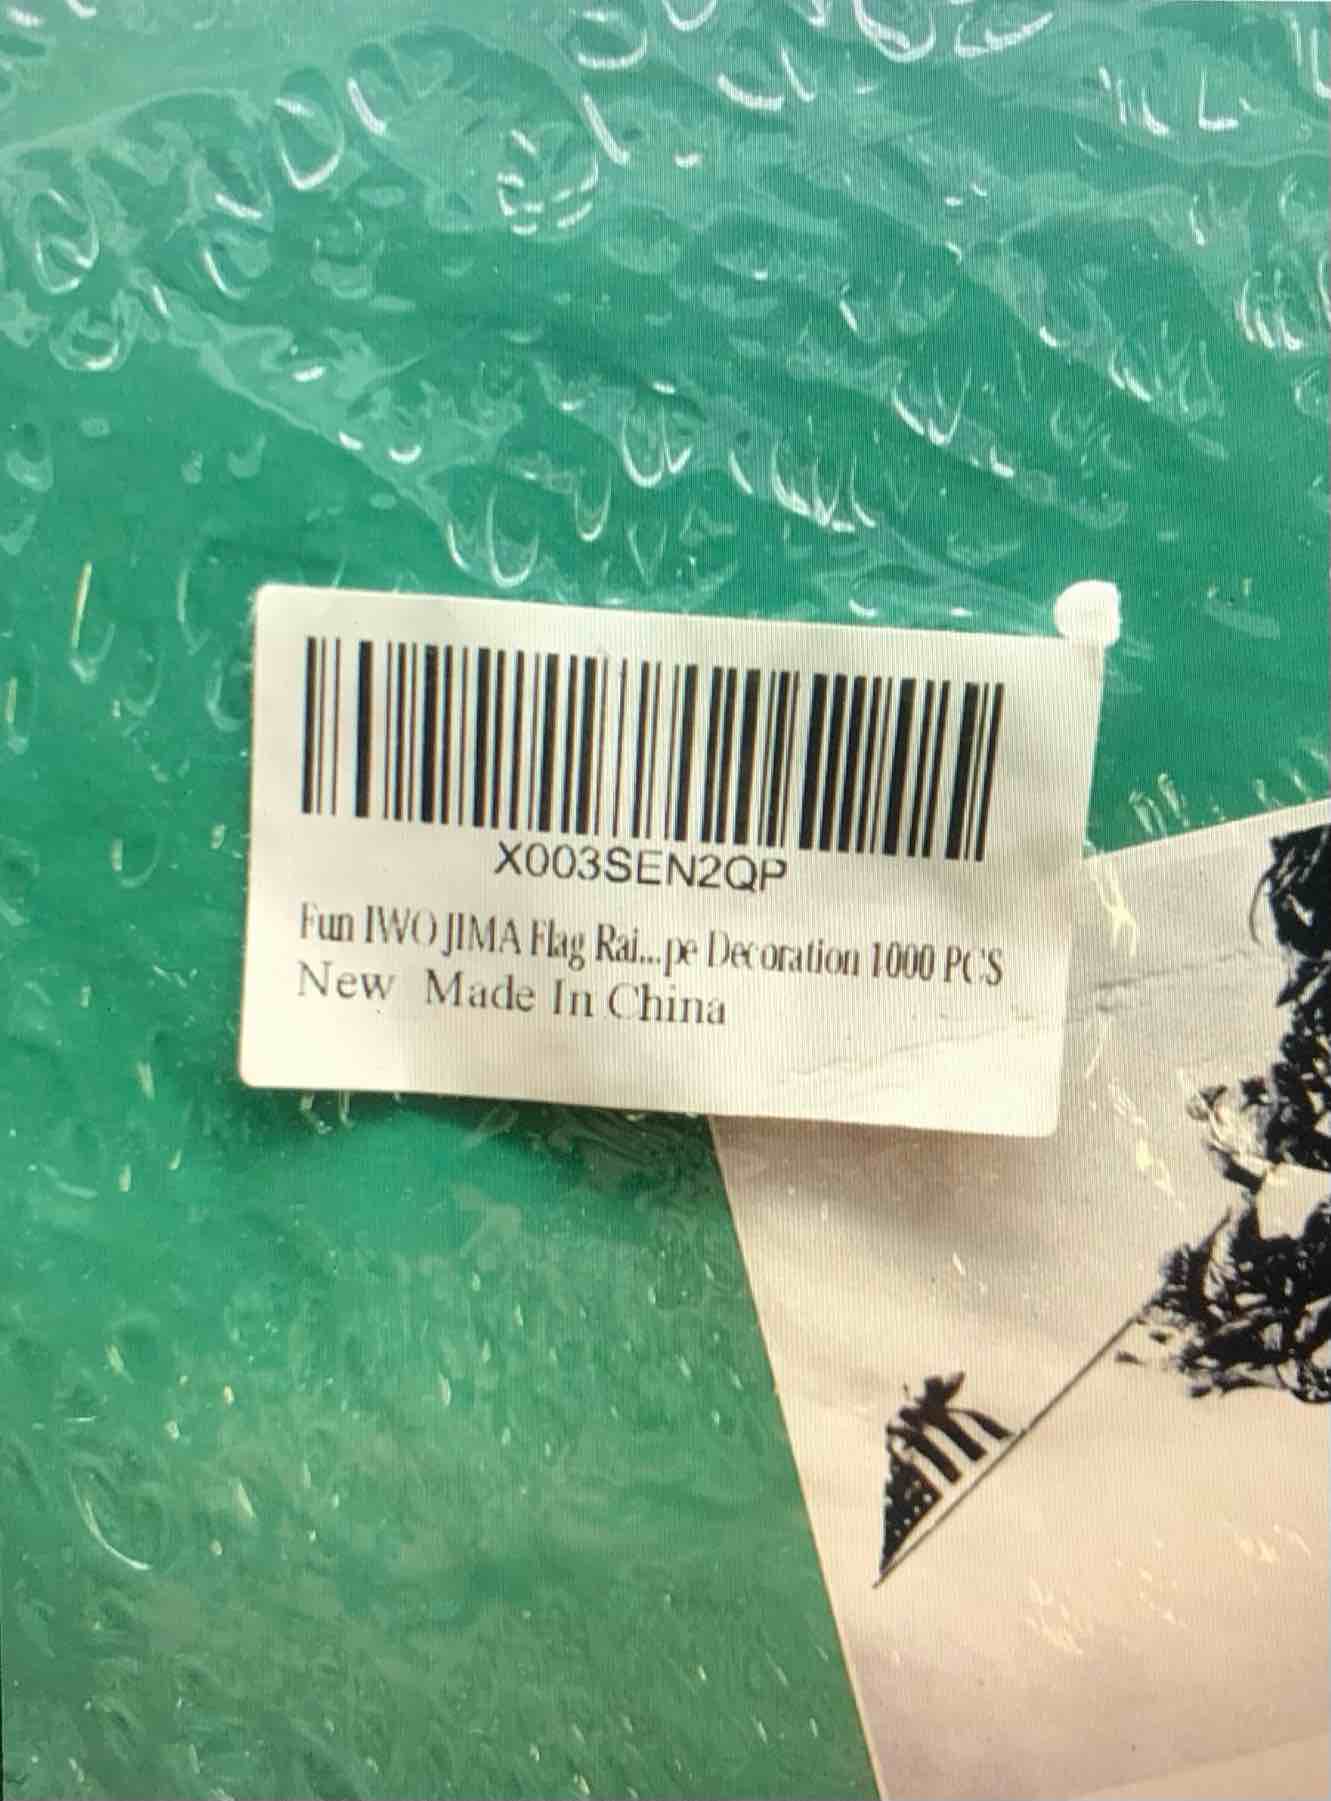 X003SEN2QP
Fun IWO JIMA Flag Rai...pe Decoration 1000 PCS
New Made In China